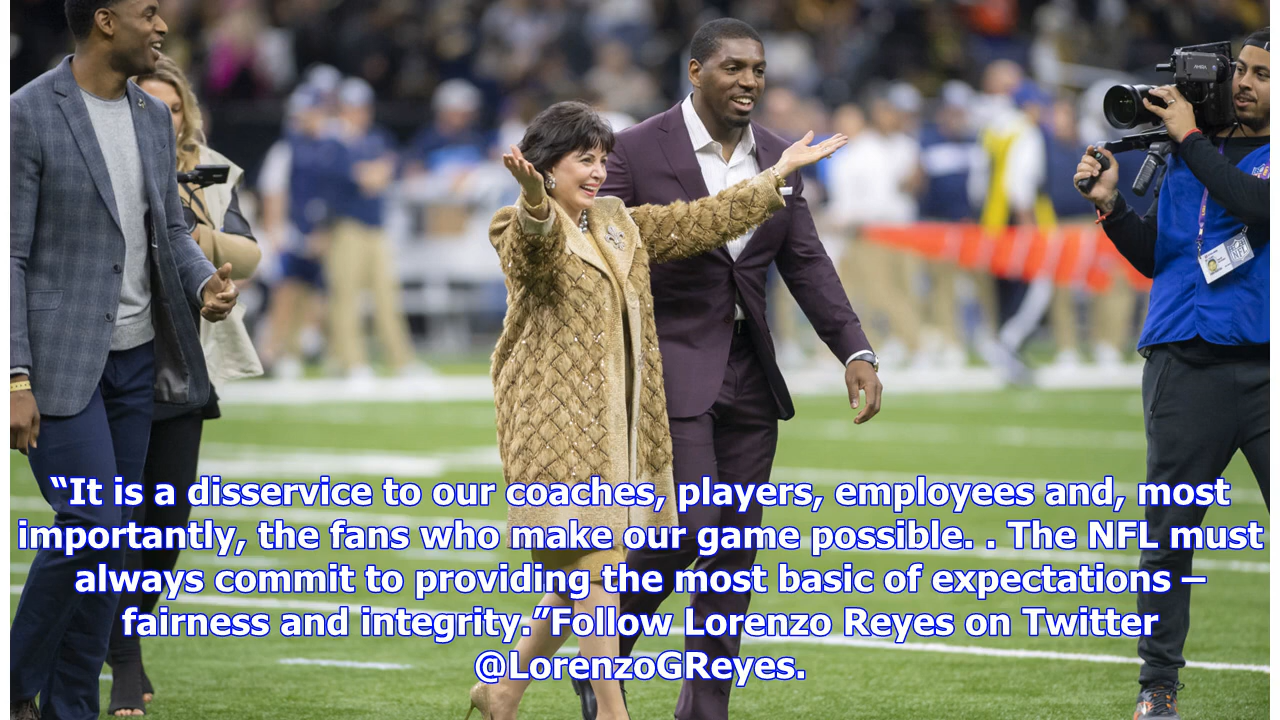 “It is a disservice to our coaches, players, employees and, most
importantly, the fans who make our game possible. . The NFL must
always commit to providing the most basic of expectations –
fairness and integrity.”Follow Lorenzo Reyes on Twitter
@LorenzoGReyes.